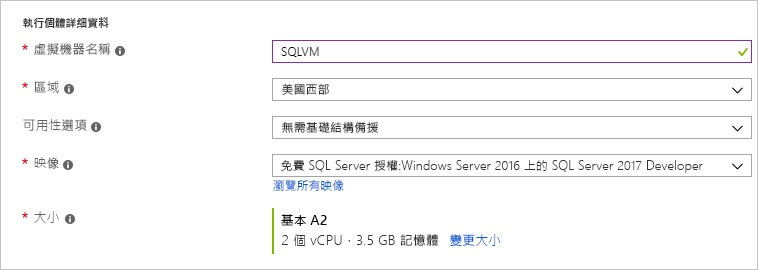 執行個體詳細資料
* 虛擬機器名稱
SQLVM
* 區域
美國西部
可用性選項
無需基礎結構備援
* 映像
免費 SQL Server 授權:Windows Server 2016 上的 SQL Server 2017 Developer
瀏覽所有映像
* 大小
基本 A2
2 個 vCPU · 3.5 GB 記憶體 變更大小